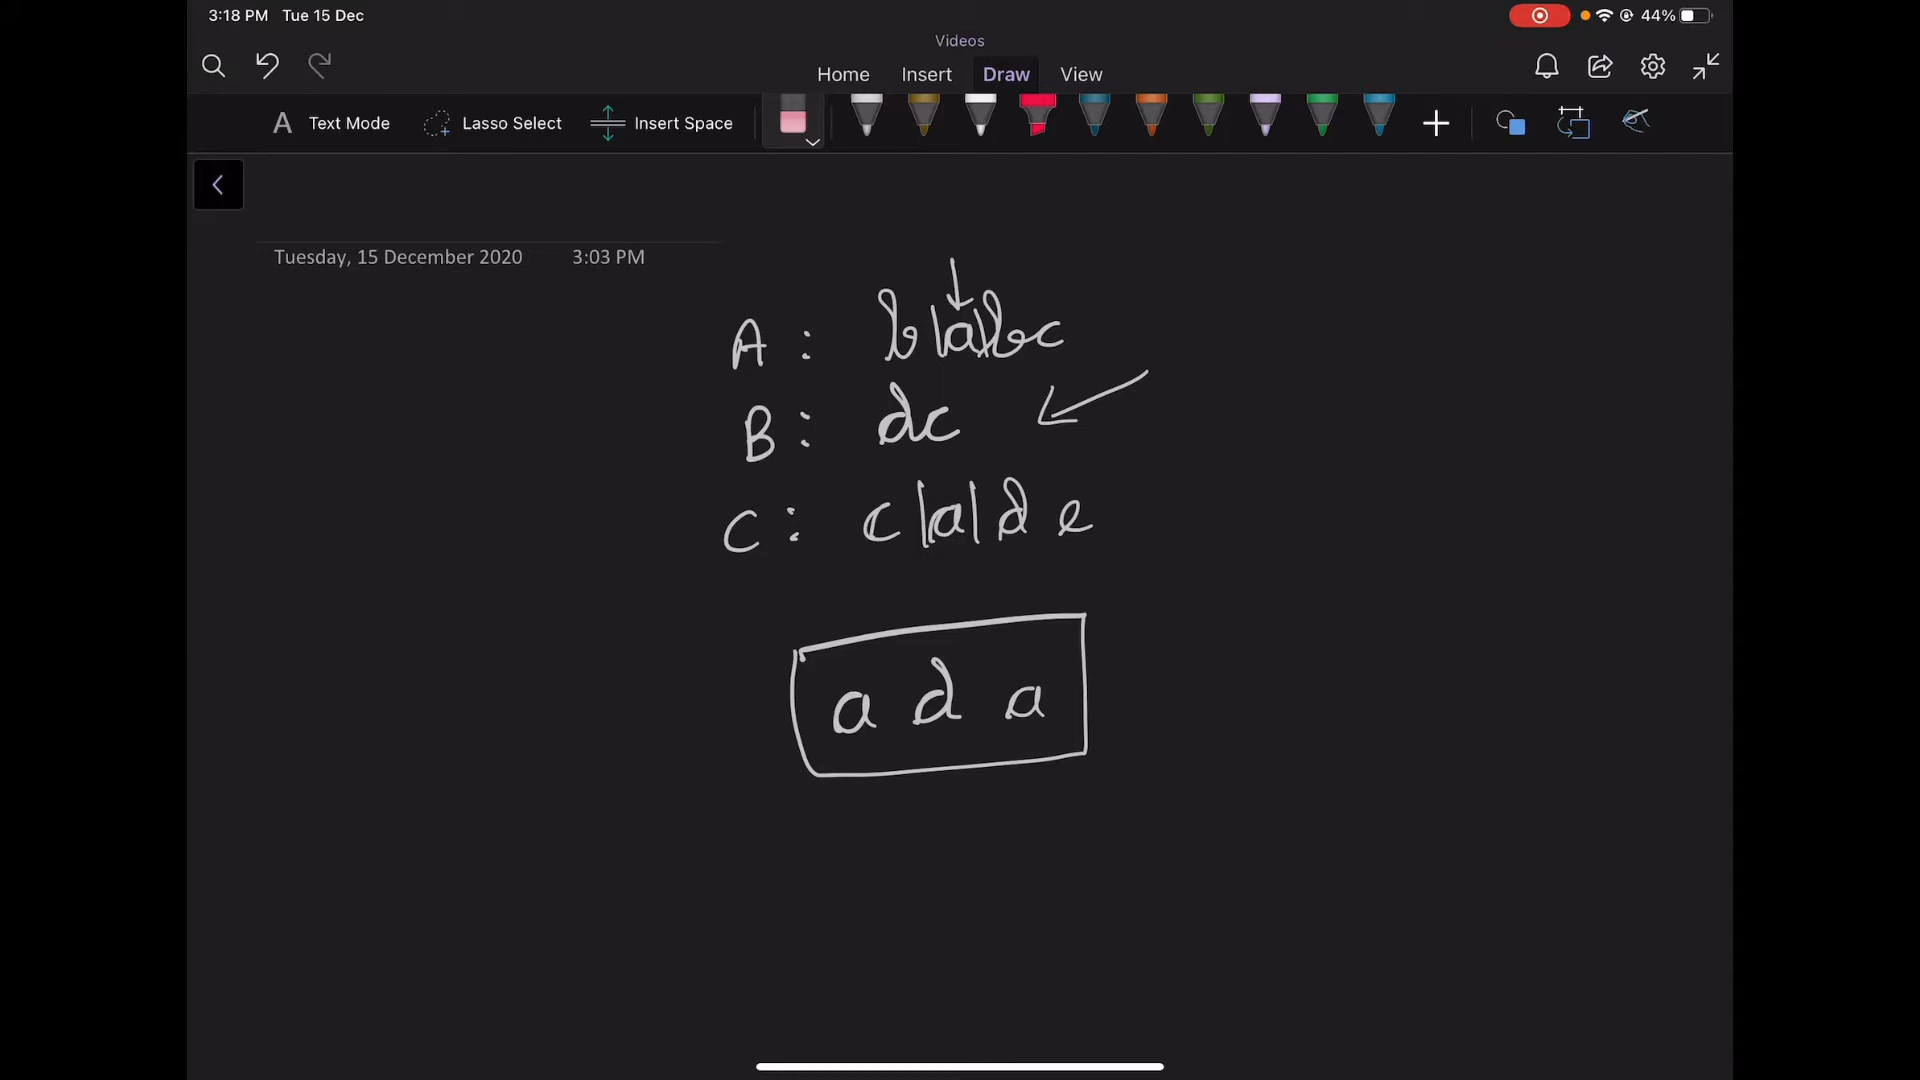 3:18 PM Tue 15 Dec 44%
Videos
Home Insert Draw View
A Text Mode Lasso Select Insert Space
Tuesday, 15 December 2020 3:03 PM
A : b|a|bc
B : dc
C : c|a|d e
a d a